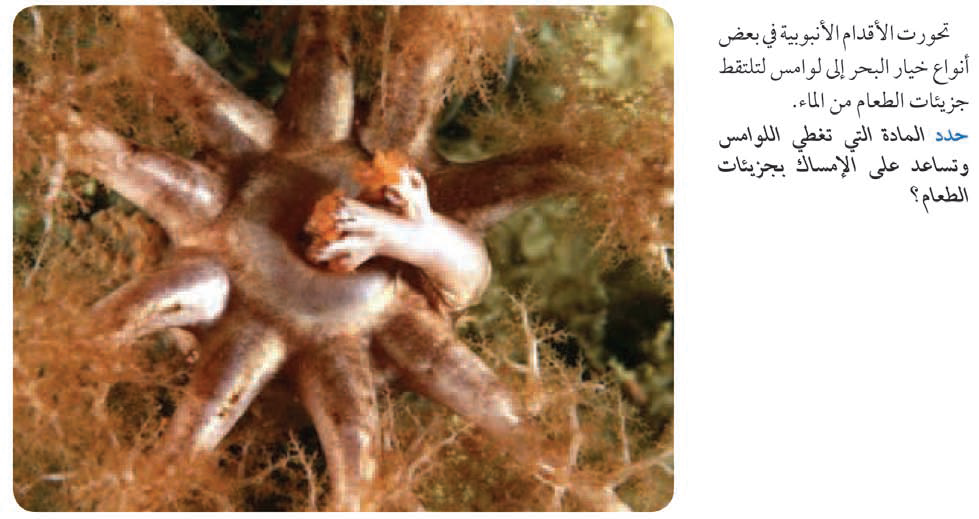 تحورت الأقدام الأنبوبية في بعض
أنواع خيار البحر إلى لوامس لتلتقط
جزيئات الطعام من الماء.
حدد المادة التي تغطي اللوامس
وتساعد على الإمساك بجزيئات
الطعام؟